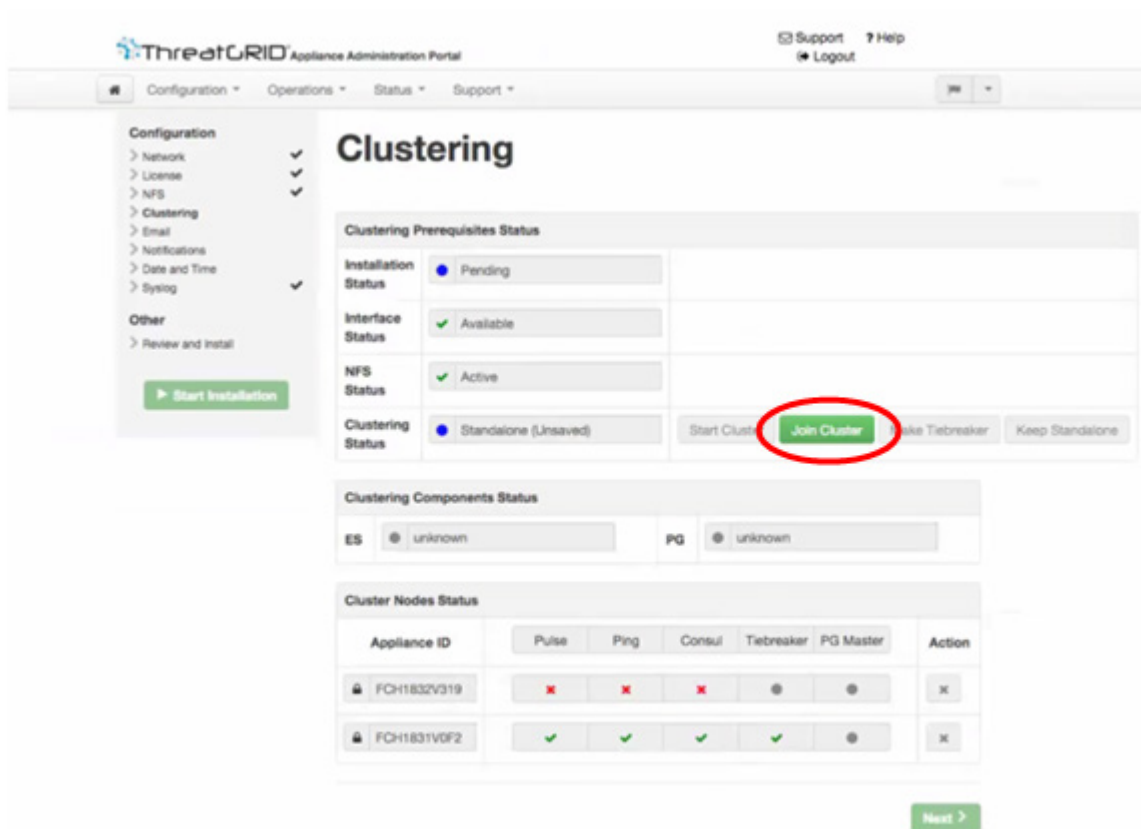 Support ? Help
ThreatGRID Appliance Administration Portal
Logout
Configuration Operations Status Support
Configuration
Network
License
NFS
Clustering
Email
Notifications
Date and Time
Syslog
Other
Review and Install
Start Installation
Clustering
Clustering Prerequisites Status
Installation Status Pending
Interface Status Available
NFS Status Active
Clustering Status Standalone (Unsaved) Start Cluster Join Cluster Make Tiebreaker Keep Standalone
Clustering Components Status
ES unknown PG unknown
Cluster Nodes Status
Appliance ID Pulse Ping Consul Tiebreaker PG Master Action
FCH1832V319
FCH1831V0F2
Next